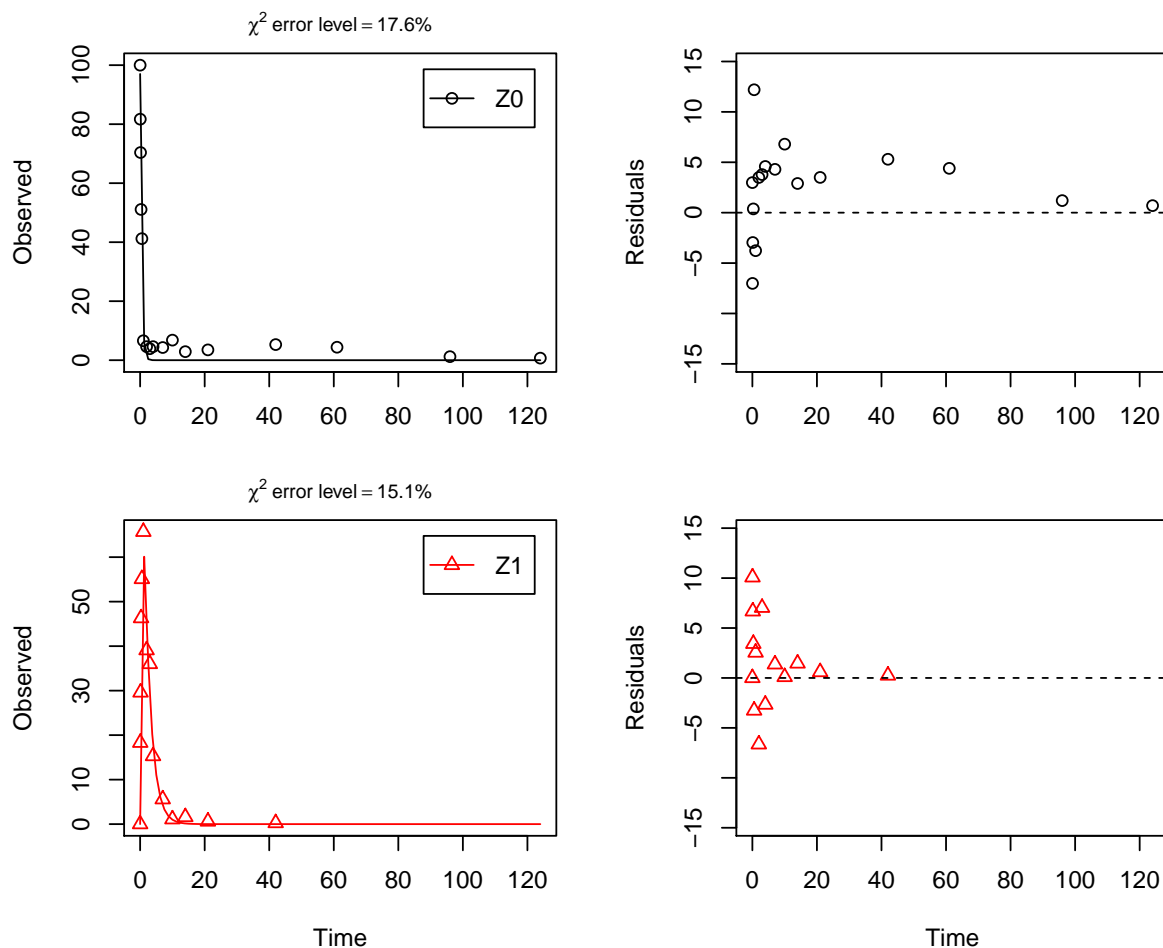 χ² error level = 17.6%
Z0
Observed
0 20 40 60 80 100
0 20 40 60 80 100 120
Residuals
−15 −5 0 5 10 15
0 20 40 60 80 100 120
χ² error level = 15.1%
Z1
Observed
0 10 30 50
0 20 40 60 80 100 120
Time
Residuals
−15 −5 0 5 10 15
0 20 40 60 80 100 120
Time